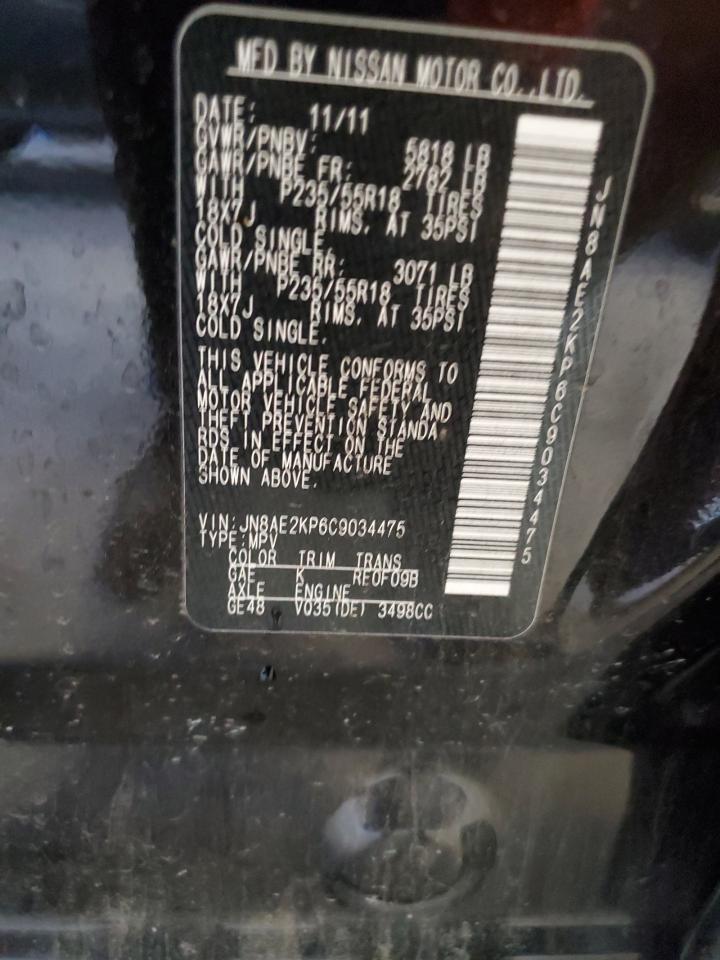 MFD BY NISSAN MOTOR CO.,LTD.
DATE: 11/11
GVWR/PNBV: 5818 LB
GAWR/PNBE FR: 2782 LB
WITH P235/55R18 TIRES
18X7J RIMS. AT 35PSI
COLD SINGLE.
GAWR/PNBE RR: 3071 LB
WITH P235/55R18 TIRES
18X7J RIMS. AT 35PSI
COLD SINGLE.
THIS VEHICLE CONFORMS TO
ALL APPLICABLE FEDERAL
MOTOR VEHICLE SAFETY AND
THEFT PREVENTION STANDA-
RDS IN EFFECT ON THE
DATE OF MANUFACTURE
SHOWN ABOVE.
VIN:JN8AE2KP6C9034475
TYPE:MPV
COLOR TRIM TRANS
GAE K RE0F09B
AXLE ENGINE
GE48 VQ35(DE) 3498CC
JN8AE2KP6C9034475